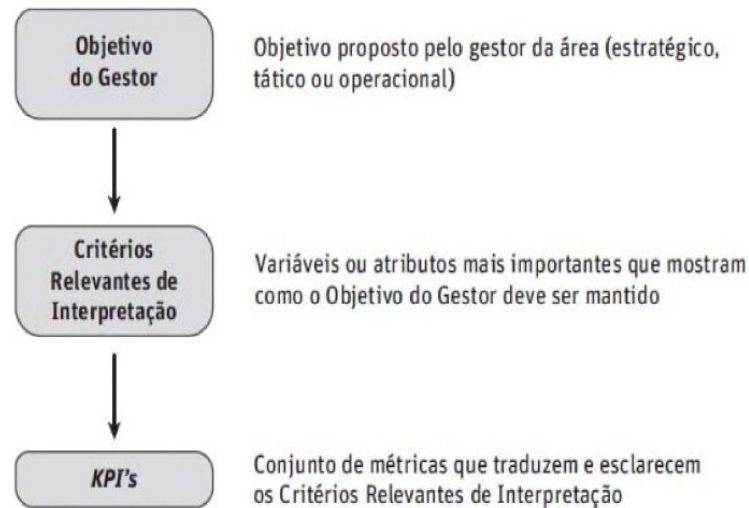 Objetivo
do Gestor
Objetivo proposto pelo gestor da área (estratégico,
tático ou operacional)
Critérios
Relevantes de
Interpretação
Variáveis ou atributos mais importantes que mostram
como o Objetivo do Gestor deve ser mantido
KPI's
Conjunto de métricas que traduzem e esclarecem
os Critérios Relevantes de Interpretação